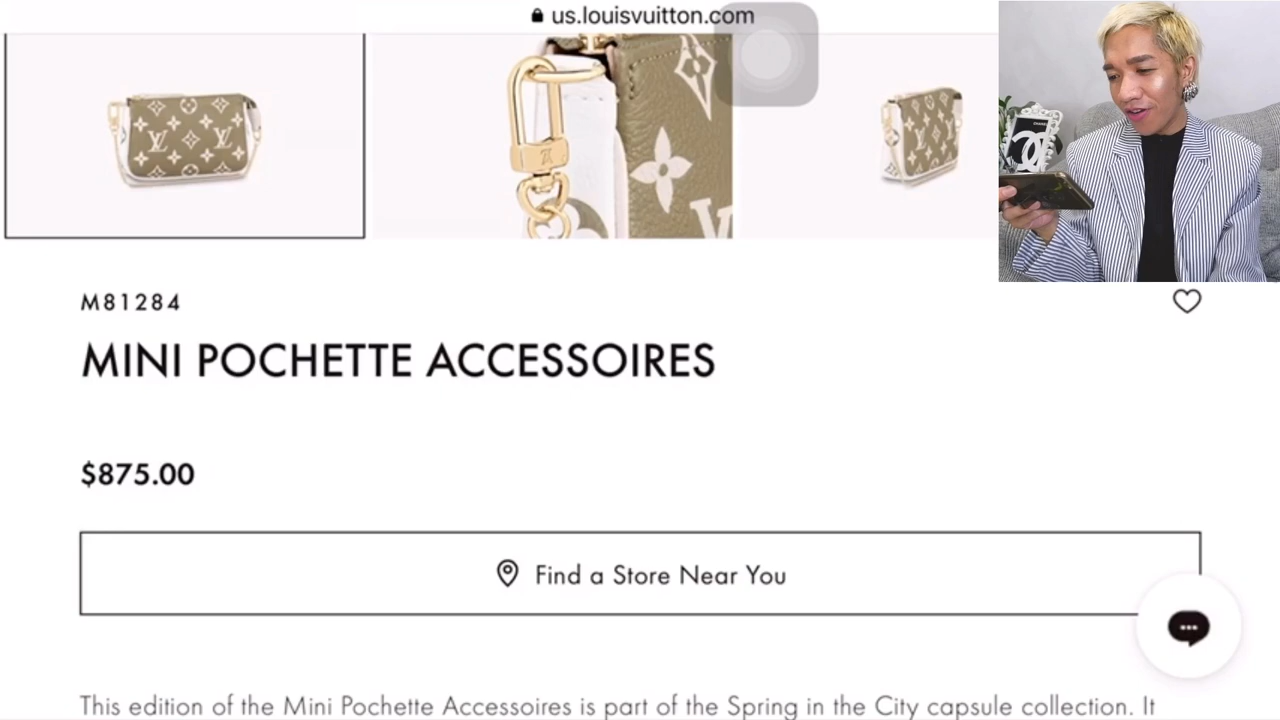 us.louisvuitton.com
CHANEL
M81284
MINI POCHETTE ACCESSOIRES
$875.00
Find a Store Near You
This edition of the Mini Pochette Accessoires is part of the Spring in the City capsule collection. It